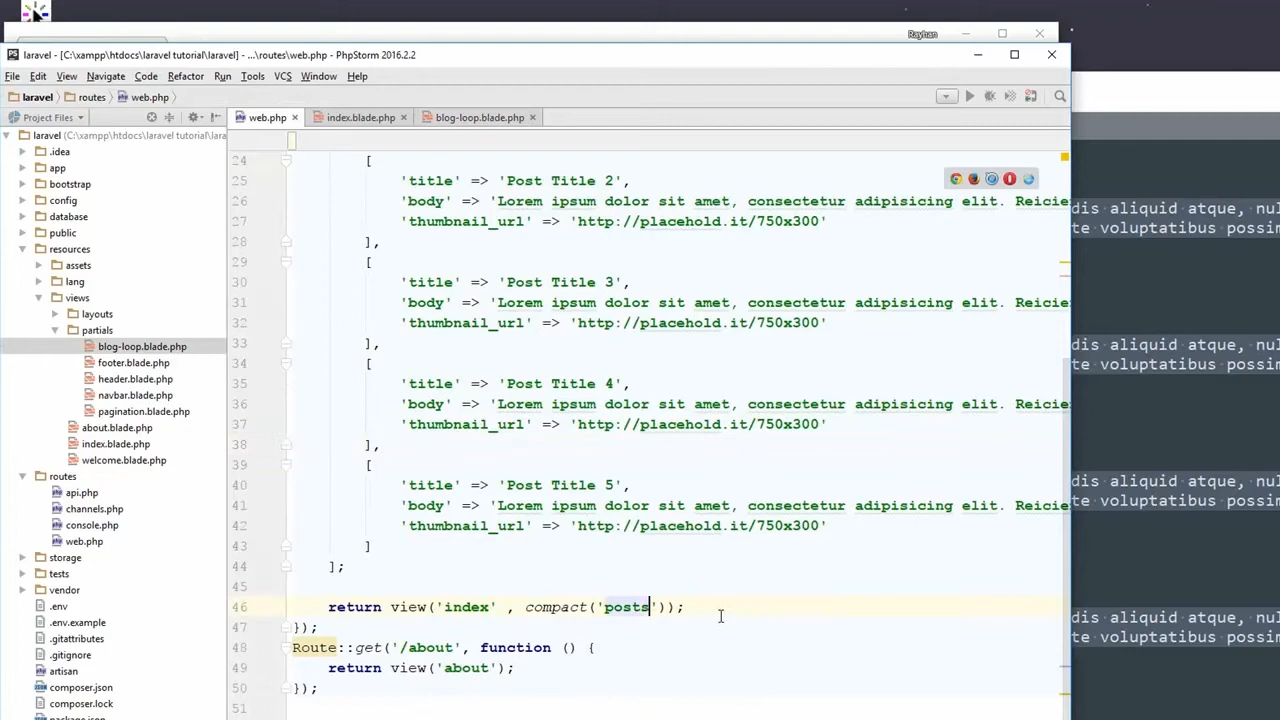 Rayhan
laravel - [C:\xampp\htdocs\laravel tutorial\laravel] - ...\routes\web.php - PhpStorm 2016.2.2
File Edit View Navigate Code Refactor Run Tools VCS Window Help
laravel routes web.php
Project Files web.php index.blade.php blog-loop.blade.php
laravel (C:\xampp\htdocs\laravel tutorial\lara
.idea
app
bootstrap
config
database
public
resources
assets
lang
views
layouts
partials
blog-loop.blade.php
footer.blade.php
header.blade.php
navbar.blade.php
pagination.blade.php
about.blade.php
index.blade.php
welcome.blade.php
routes
api.php
channels.php
console.php
web.php
storage
tests
vendor
.env
.env.example
.gitattributes
.gitignore
artisan
composer.json
composer.lock
package.json
24 [
25 'title' => 'Post Title 2',
26 'body' => 'Lorem ipsum dolor sit amet, consectetur adipisicing elit. Reicie
27 'thumbnail_url' => 'http://placehold.it/750x300'
28 ],
29 [
30 'title' => 'Post Title 3',
31 'body' => 'Lorem ipsum dolor sit amet, consectetur adipisicing elit. Reicie
32 'thumbnail_url' => 'http://placehold.it/750x300'
33 ],
34 [
35 'title' => 'Post Title 4',
36 'body' => 'Lorem ipsum dolor sit amet, consectetur adipisicing elit. Reicie
37 'thumbnail_url' => 'http://placehold.it/750x300'
38 ],
39 [
40 'title' => 'Post Title 5',
41 'body' => 'Lorem ipsum dolor sit amet, consectetur adipisicing elit. Reicie
42 'thumbnail_url' => 'http://placehold.it/750x300'
43 ]
44 ];
45
46 return view('index' , compact('posts'));
47 });
48 Route::get('/about', function () {
49 return view('about');
50 });
51
dis aliquid atque, nul
te voluptatibus possim
dis aliquid atque, nul
te voluptatibus possim
dis aliquid atque, nul
te voluptatibus possim
dis aliquid atque, nul
te voluptatibus possim